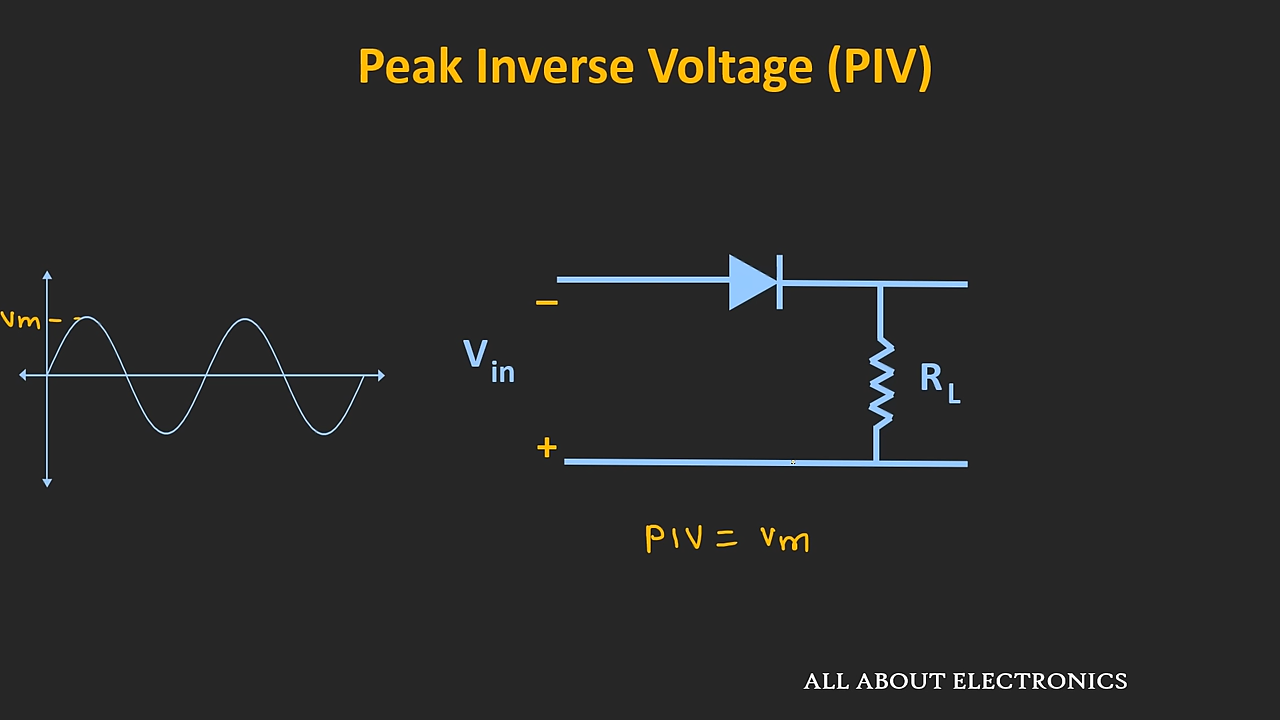 Peak Inverse Voltage (PIV)
Vm
−
Vin
+
RL
PIV = Vm
ALL ABOUT ELECTRONICS